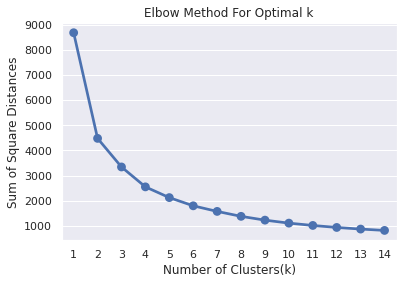 Elbow Method For Optimal k
Sum of Square Distances
9000
8000
7000
6000
5000
4000
3000
2000
1000
1 2 3 4 5 6 7 8 9 10 11 12 13 14
Number of Clusters(k)